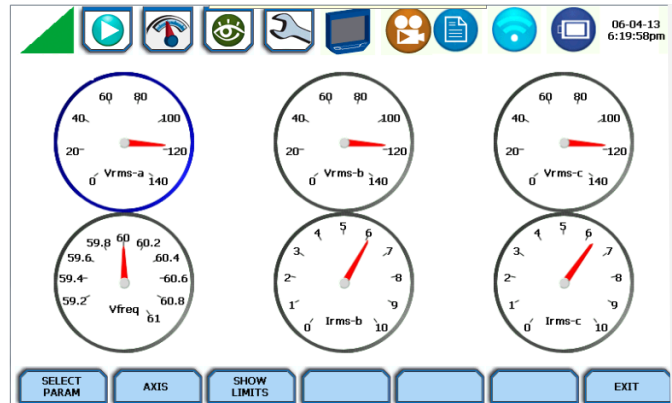 06-04-13
6:19:58pm
0 20 40 60 80 100 120 140
Vrms-a
0 20 40 60 80 100 120 140
Vrms-b
0 20 40 60 80 100 120 140
Vrms-c
59.2 59.4 59.6 59.8 60 60.2 60.4 60.6 60.8 61
Vfreq
0 1 2 3 4 5 6 7 8 9 10
Irms-b
0 1 2 3 4 5 6 7 8 9 10
Irms-c
SELECT
PARAM
AXIS
SHOW
LIMITS
EXIT